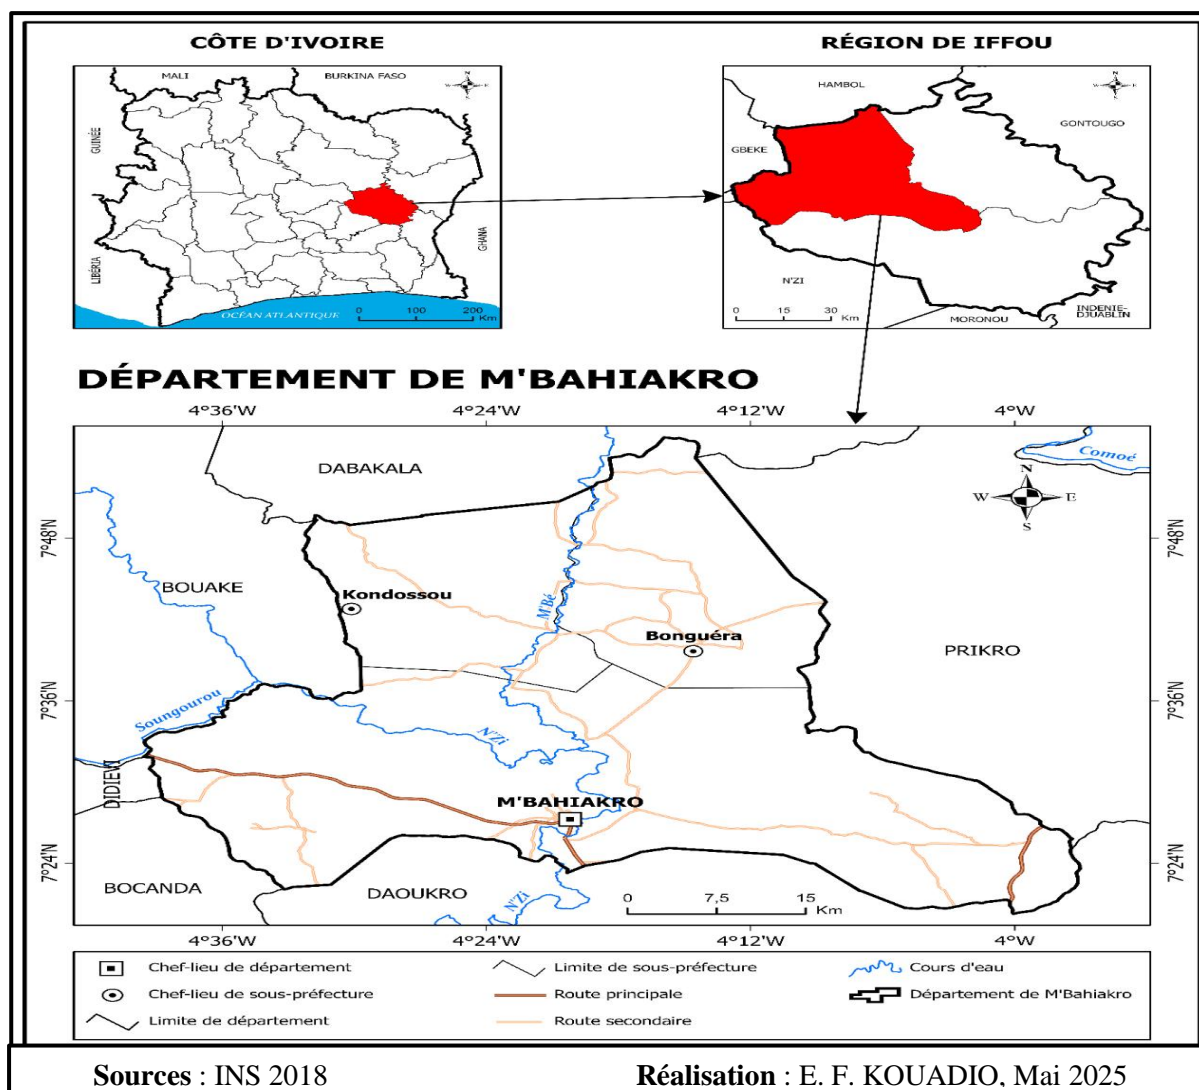 CÔTE D'IVOIRE
MALI
BURKINA FASO
GUINÉE
LIBÉRIA
GHANA
W E
OCÉAN ATLANTIQUE
0 100 200
Km
RÉGION DE IFFOU
HAMBOL
GONTOUGO
GBEKE
W E
N'ZI
0 15 30
Km
MORONOU
INDENIE-
DJUABLIN
DÉPARTEMENT DE M'BAHIAKRO
4°36'W 4°24'W 4°12'W 4°W
DABAKALA
Comoé
N
W E
S
7°48'N 7°48'N
BOUAKE
Kondossou
M'Bé
Bonguéra
PRIKRO
7°36'N 7°36'N
Soungourou
N'Zi
DIDIEVI
M'BAHIAKRO
7°24'N 7°24'N
BOCANDA
DAOUKRO
N'Zi
0 7,5 15
Km
4°36'W 4°24'W 4°12'W 4°W
Chef-lieu de département
Limite de sous-préfecture
Cours d'eau
Chef-lieu de sous-préfecture
Route principale
Département de M'Bahiakro
Limite de département
Route secondaire
Sources : INS 2018
Réalisation : E. F. KOUADIO, Mai 2025